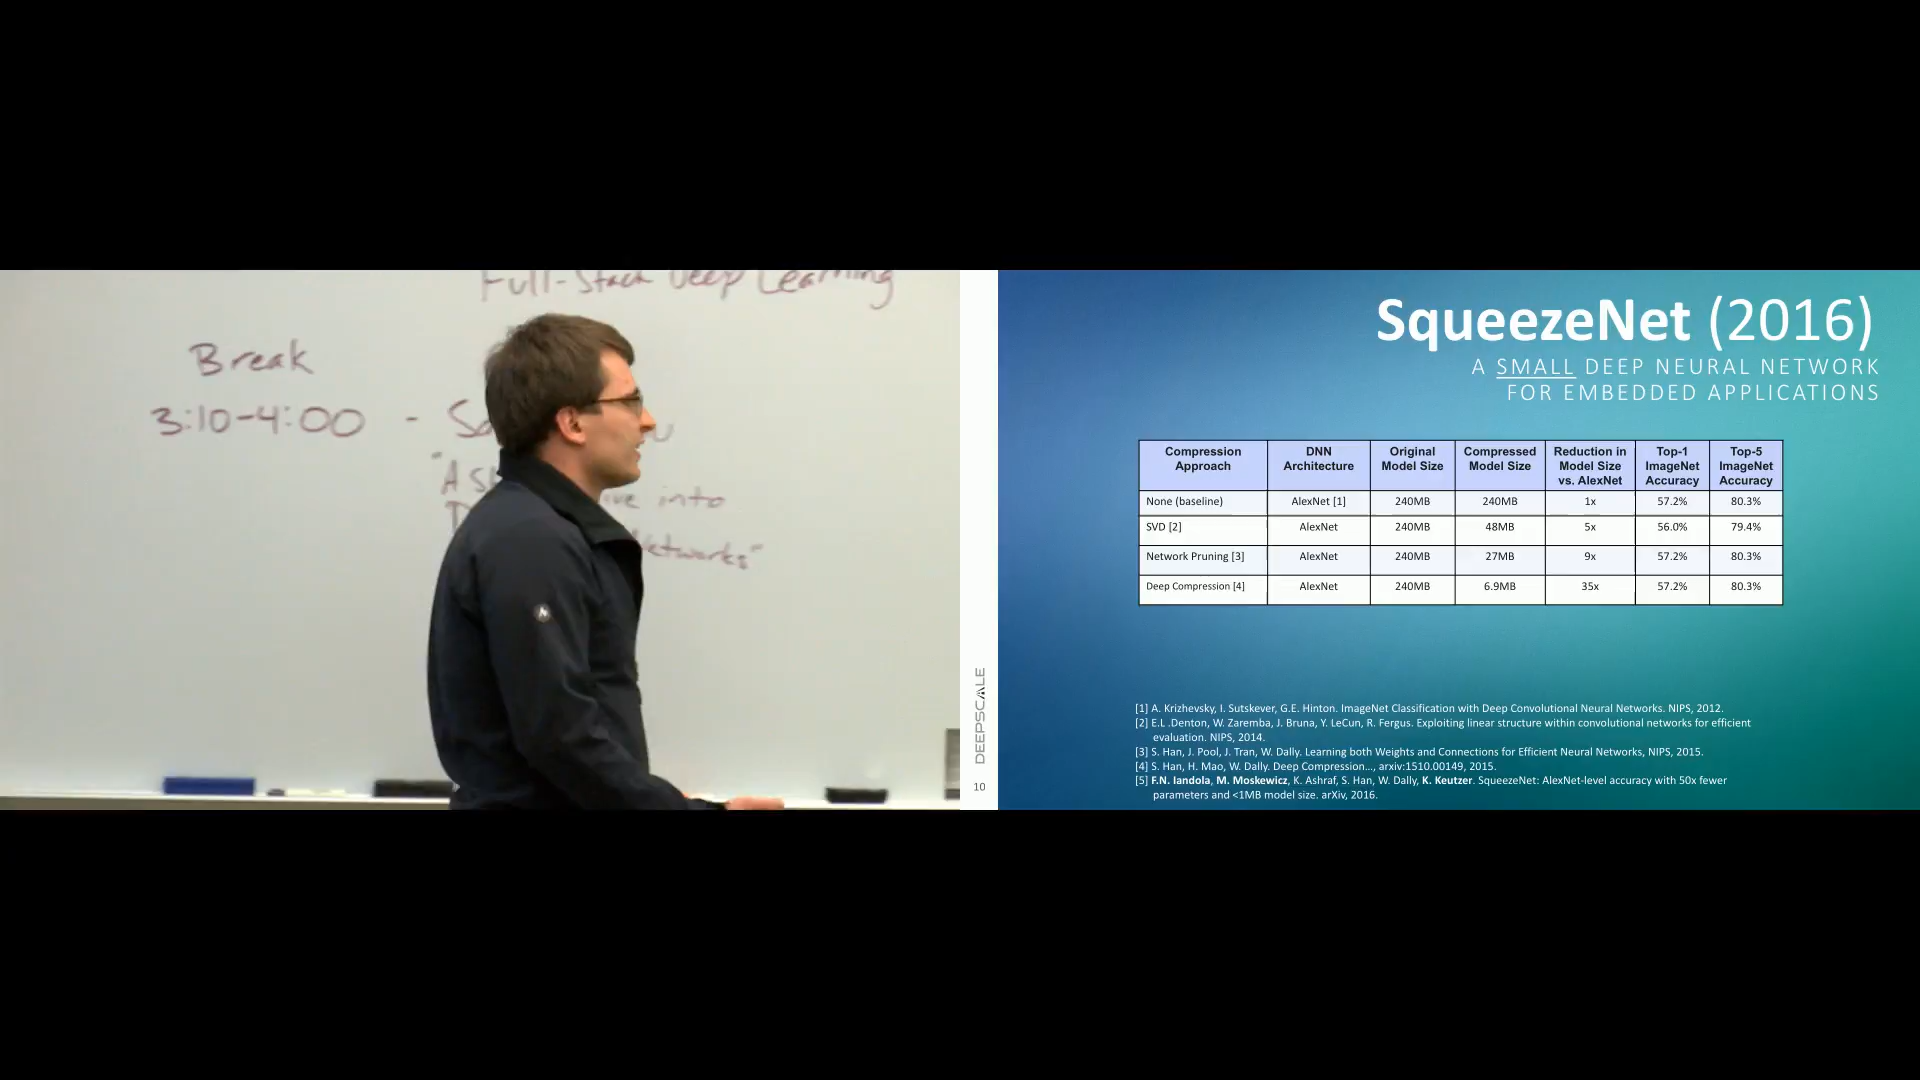 Full-Stack Deep Learning
Break
3:10-4:00 -
into
Networks"
DEEPSCALE
10
SqueezeNet (2016)
A SMALL DEEP NEURAL NETWORK
FOR EMBEDDED APPLICATIONS
Compression Approach DNN Architecture Original Model Size Compressed Model Size Reduction in Model Size vs. AlexNet Top-1 ImageNet Accuracy Top-5 ImageNet Accuracy
None (baseline) AlexNet [1] 240MB 240MB 1x 57.2% 80.3%
SVD [2] AlexNet 240MB 48MB 5x 56.0% 79.4%
Network Pruning [3] AlexNet 240MB 27MB 9x 57.2% 80.3%
Deep Compression [4] AlexNet 240MB 6.9MB 35x 57.2% 80.3%
[1] A. Krizhevsky, I. Sutskever, G.E. Hinton. ImageNet Classification with Deep Convolutional Neural Networks. NIPS, 2012.
[2] E.L .Denton, W. Zaremba, J. Bruna, Y. LeCun, R. Fergus. Exploiting linear structure within convolutional networks for efficient
evaluation. NIPS, 2014.
[3] S. Han, J. Pool, J. Tran, W. Dally. Learning both Weights and Connections for Efficient Neural Networks, NIPS, 2015.
[4] S. Han, H. Mao, W. Dally. Deep Compression..., arxiv:1510.00149, 2015.
[5] F.N. Iandola, M. Moskewicz, K. Ashraf, S. Han, W. Dally, K. Keutzer. SqueezeNet: AlexNet-level accuracy with 50x fewer
parameters and <1MB model size. arXiv, 2016.